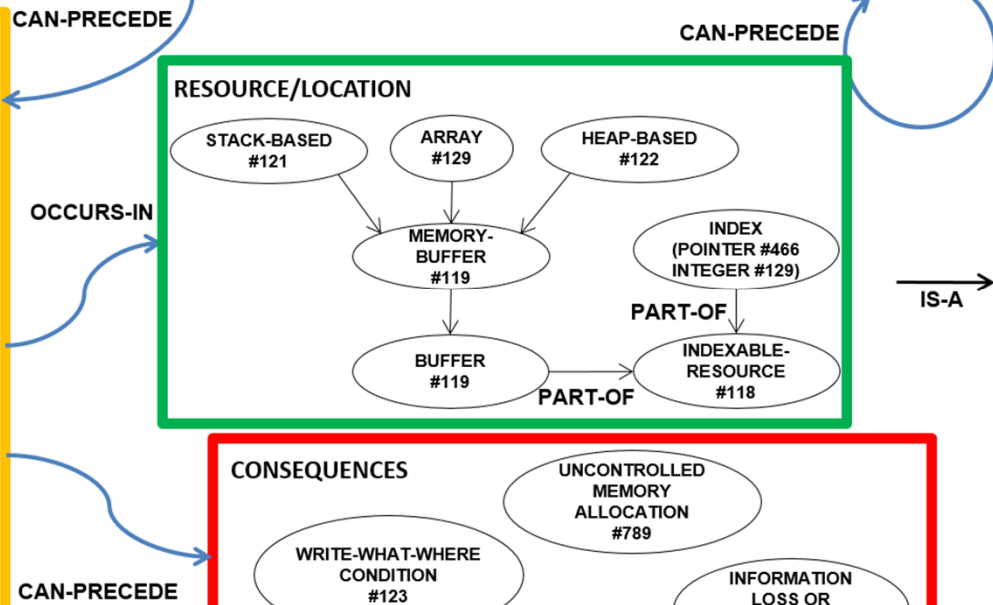 CAN-PRECEDE
CAN-PRECEDE
RESOURCE/LOCATION
STACK-BASED
#121
ARRAY
#129
HEAP-BASED
#122
OCCURS-IN
MEMORY-
BUFFER
#119
INDEX
(POINTER #466
INTEGER #129)
IS-A
PART-OF
BUFFER
#119
PART-OF
INDEXABLE-
RESOURCE
#118
CONSEQUENCES
UNCONTROLLED
MEMORY
ALLOCATION
#789
WRITE-WHAT-WHERE
CONDITION
#123
CAN-PRECEDE
INFORMATION
LOSS OR